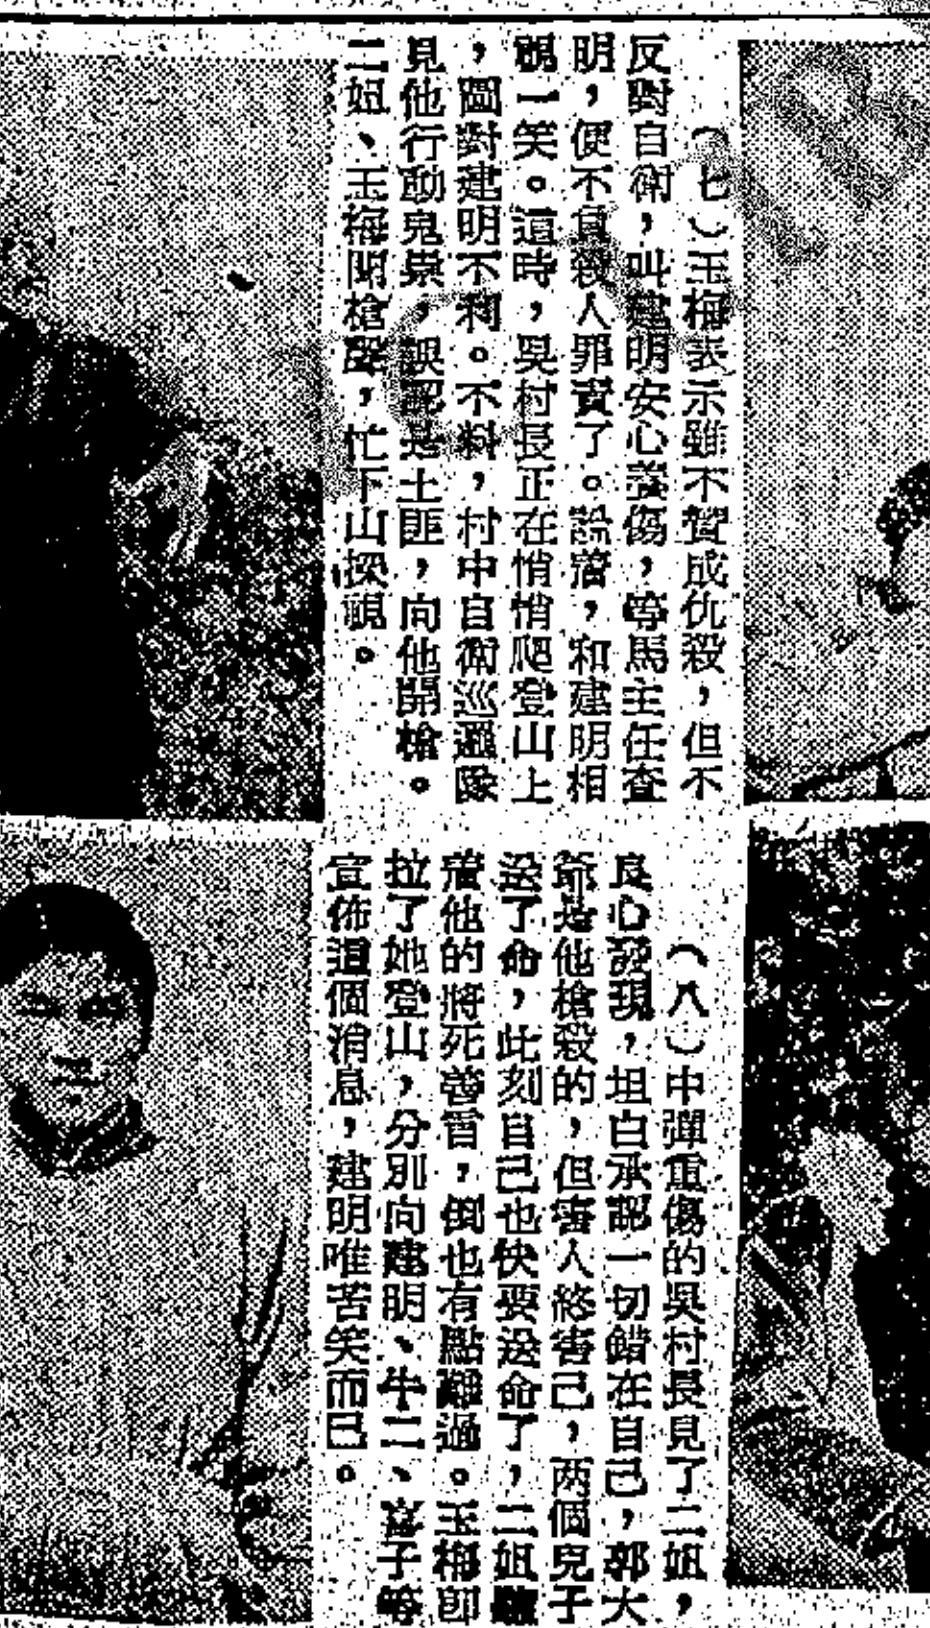 （七）玉梅表示雖不贊成仇殺，但不
反對自衛，叫建明安心養傷，等馬主任查
明，便不負殺人罪責了。說着，和建明相
視一笑。這時，吳村長正在悄悄爬登山上
，圖對建明不利。不料，村中自衛巡邏隊
見他行動鬼祟，誤認是土匪，向他開槍。
二姐、玉梅聞槍聲，忙下山探視。
（八）中彈重傷的吳村長見了二姐，
良心發現，坦白承認一切錯在自己，郭大
爺是他槍殺的，但害人終害己，两個兒子
送了命，此刻自己也快要送命了，二姐聽
着他的將死善言，倒也有點難過。玉梅即
拉了她登山，分別向建明、牛二、喜子等
宣佈這個消息，建明唯苦笑而已。